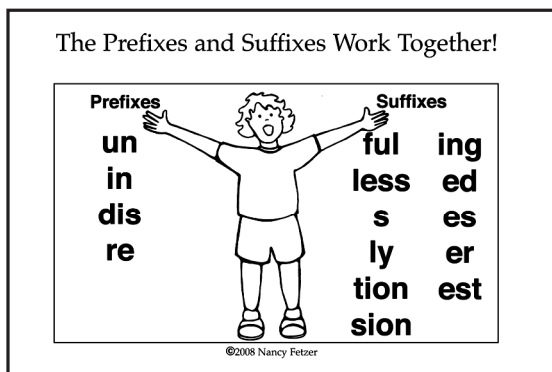 The Prefixes and Suffixes Work Together!
Prefixes
un
in
dis
re
Suffixes
ful ing
less ed
s es
ly er
tion est
sion
©2008 Nancy Fetzer